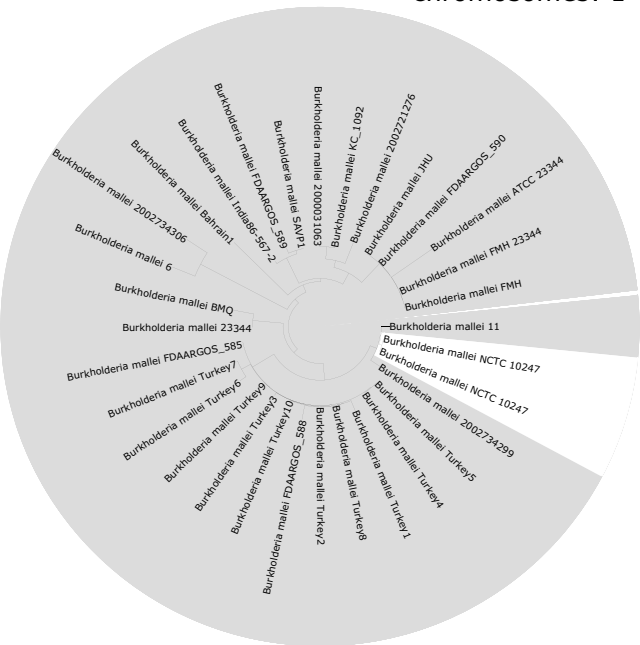 Burkholderia mallei 2000031063
Burkholderia mallei KC_1092
Burkholderia mallei 2002721276
Burkholderia mallei JHU
Burkholderia mallei FDAARGOS_590
Burkholderia mallei ATCC 23344
Burkholderia mallei FMH 23344
Burkholderia mallei FMH
Burkholderia mallei 11
Burkholderia mallei NCTC 10247
Burkholderia mallei NCTC 10247
Burkholderia mallei 2002734299
Burkholderia mallei Turkey5
Burkholderia mallei Turkey4
Burkholderia mallei Turkey1
Burkholderia mallei Turkey8
Burkholderia mallei Turkey2
Burkholderia mallei FDAARGOS_588
Burkholderia mallei Turkey10
Burkholderia mallei Turkey3
Burkholderia mallei Turkey9
Burkholderia mallei Turkey6
Burkholderia mallei Turkey7
Burkholderia mallei FDAARGOS_585
Burkholderia mallei 23344
Burkholderia mallei BMQ
Burkholderia mallei 6
Burkholderia mallei 2002734306
Burkholderia mallei Bahrain1
Burkholderia mallei India86-567-2
Burkholderia mallei FDAARGOS_589
Burkholderia mallei SAVP1